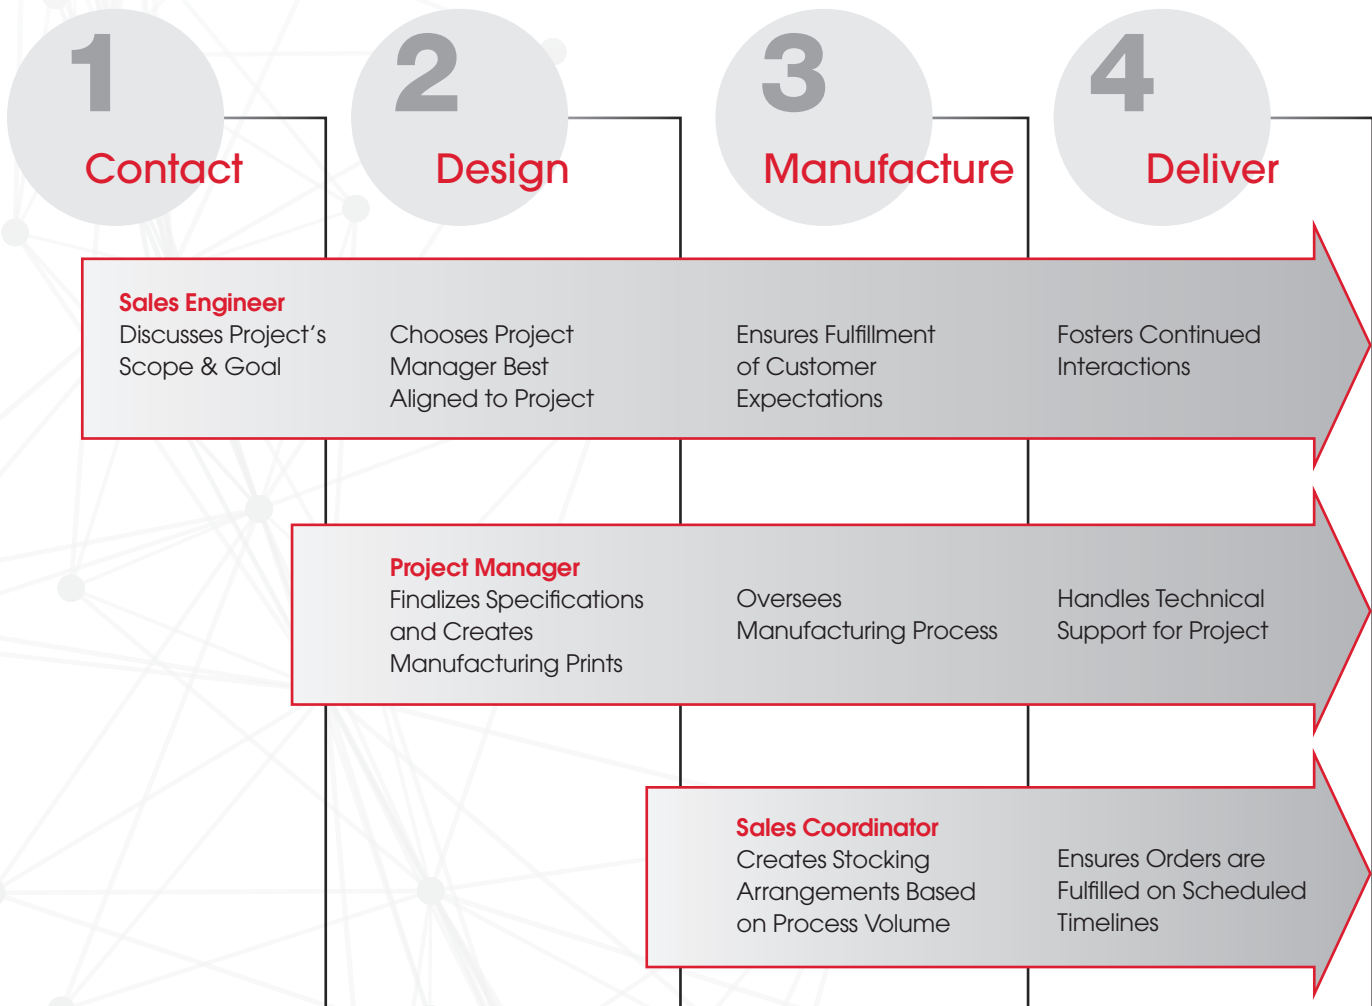 1
Contact
2
Design
3
Manufacture
4
Deliver
Sales Engineer
Discusses Project's
Scope & Goal
Chooses Project
Manager Best
Aligned to Project
Ensures Fulfillment
of Customer
Expectations
Fosters Continued
Interactions
Project Manager
Finalizes Specifications
and Creates
Manufacturing Prints
Oversees
Manufacturing Process
Handles Technical
Support for Project
Sales Coordinator
Creates Stocking
Arrangements Based
on Process Volume
Ensures Orders are
Fulfilled on Scheduled
Timelines